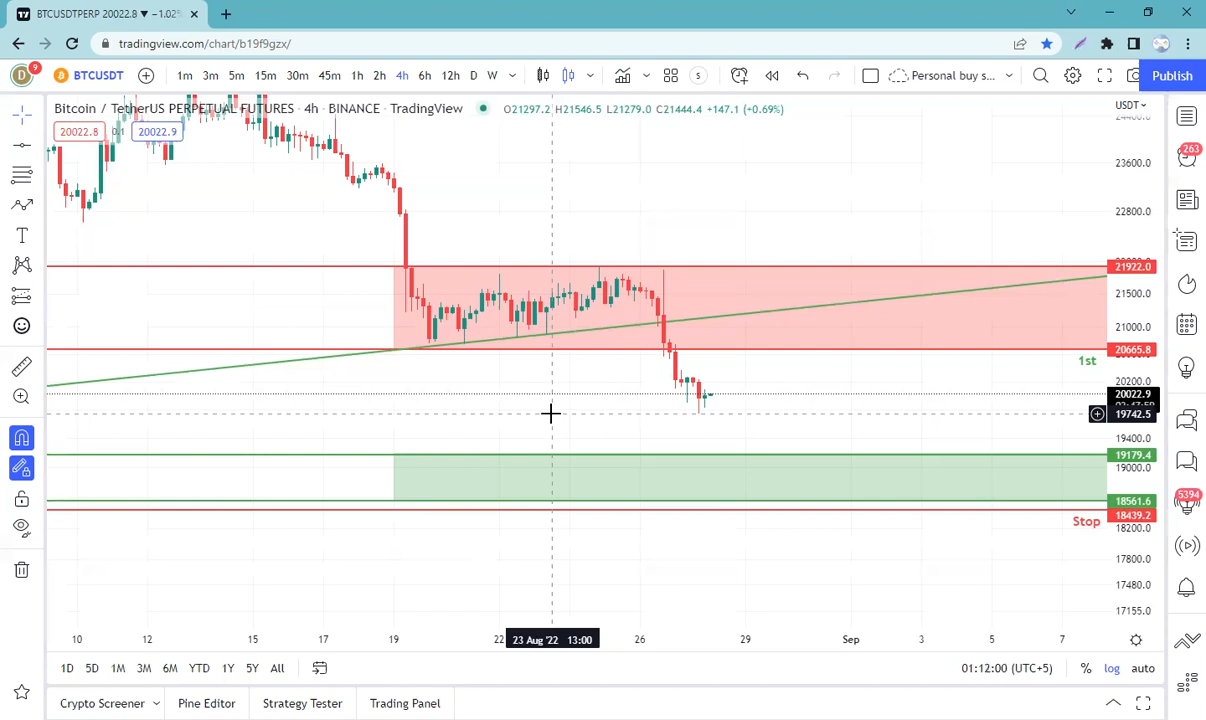 BTCUSDTPERP 20022.8 ▼ −1.02%
tradingview.com/chart/b19f9gzx/
D 9 BTCUSDT 1m 3m 5m 15m 30m 45m 1h 2h 4h 6h 12h D W Personal buy s... Publish
Bitcoin / TetherUS PERPETUAL FUTURES · 4h · BINANCE · TradingView O21297.2 H21546.5 L21279.0 C21444.4 +147.1 (+0.69%)
USDT
20022.8 0.1 20022.9
24400.0
263
23600.0
22800.0
21922.0
21500.0
21000.0
20665.8
1st
20200.0
20022.9
19742.5
19400.0
19179.4
19000.0
18561.6
5394
18439.2
Stop
18200.0
17800.0
17480.0
17155.0
10 12 15 17 19 22 23 Aug '22 13:00 26 29 Sep 3 5 7
1D 5D 1M 3M 6M YTD 1Y 5Y All 01:12:00 (UTC+5) % log auto
Crypto Screener Pine Editor Strategy Tester Trading Panel